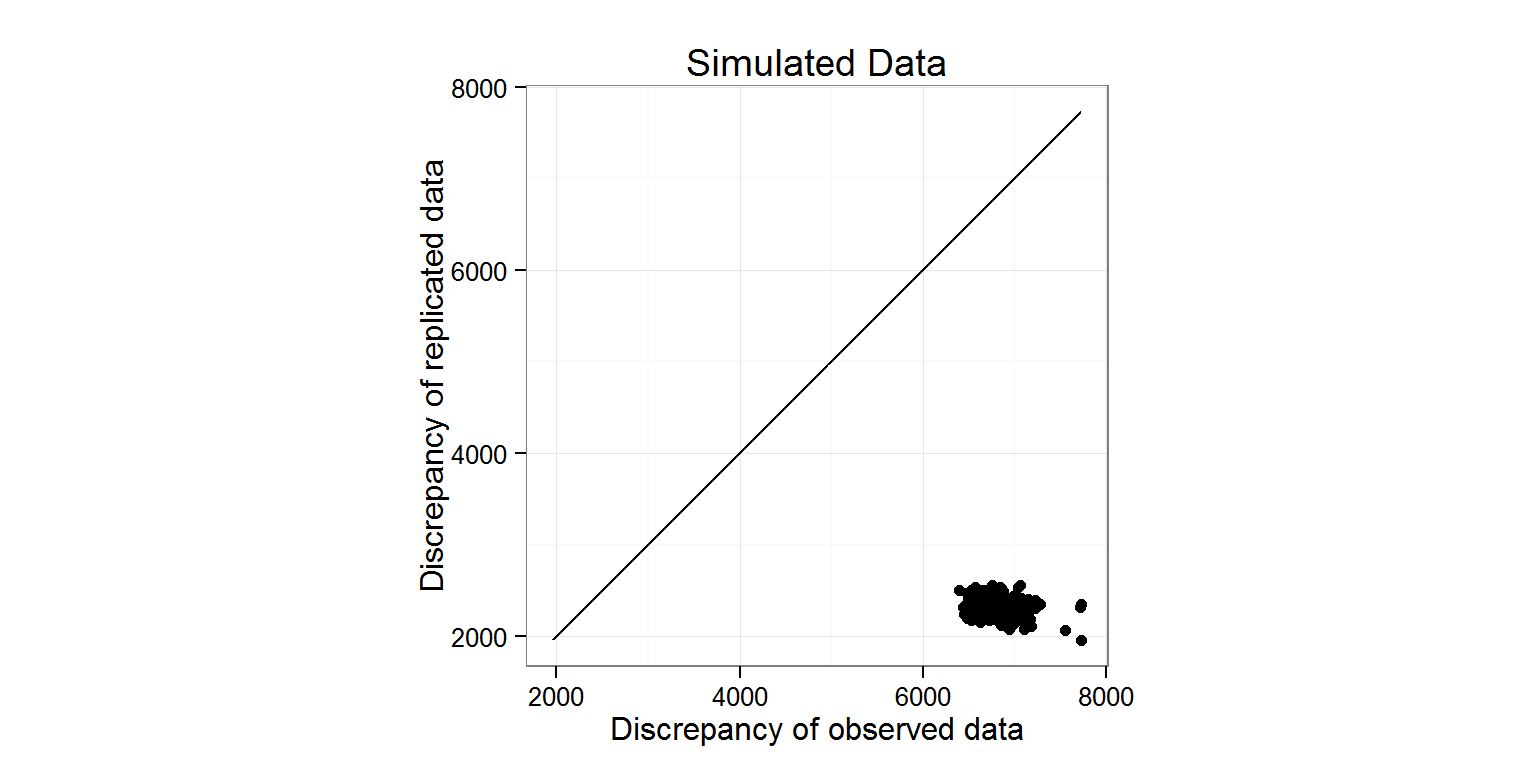 Simulated Data
Discrepancy of replicated data
8000
6000
4000
2000
2000 4000 6000 8000
Discrepancy of observed data